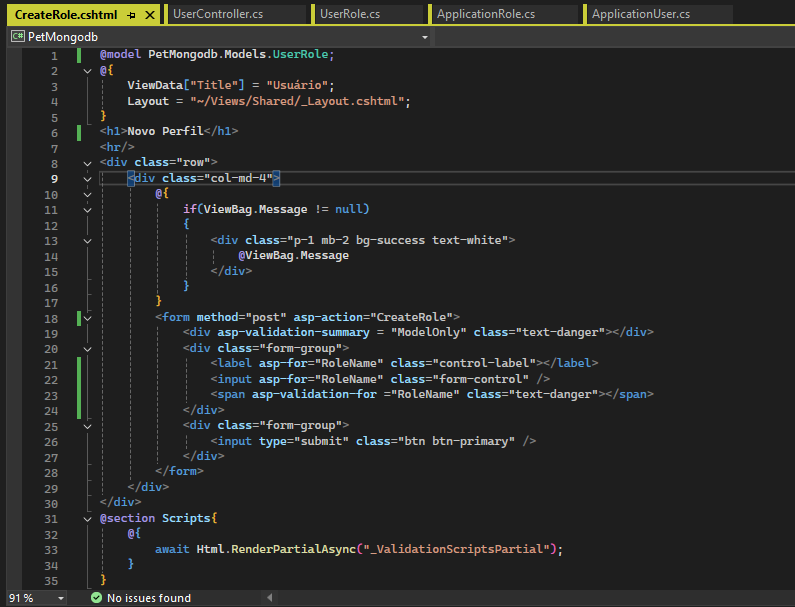 CreateRole.cshtml UserController.cs UserRole.cs ApplicationRole.cs ApplicationUser.cs
C# PetMongodb
1 @model PetMongodb.Models.UserRole;
2 @{
3 ViewData["Title"] = "Usuário";
4 Layout = "~/Views/Shared/_Layout.cshtml";
5 }
6 <h1>Novo Perfil</h1>
7 <hr/>
8 <div class="row">
9 <div class="col-md-4">
10 @{
11 if(ViewBag.Message != null)
12 {
13 <div class="p-1 mb-2 bg-success text-white">
14 @ViewBag.Message
15 </div>
16 }
17 }
18 <form method="post" asp-action="CreateRole">
19 <div asp-validation-summary = "ModelOnly" class="text-danger"></div>
20 <div class="form-group">
21 <label asp-for="RoleName" class="control-label"></label>
22 <input asp-for="RoleName" class="form-control" />
23 <span asp-validation-for ="RoleName" class="text-danger"></span>
24 </div>
25 <div class="form-group">
26 <input type="submit" class="btn btn-primary" />
27 </div>
28 </form>
29 </div>
30 </div>
31 @section Scripts{
32 @{
33 await Html.RenderPartialAsync("_ValidationScriptsPartial");
34 }
35 }
91 % No issues found